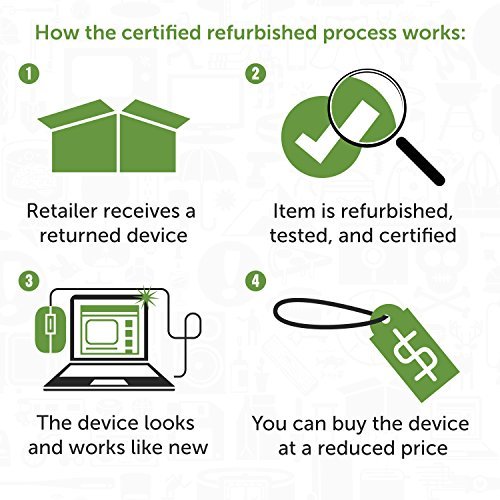 How the certified refurbished process works:
1
2
Retailer receives a
returned device
Item is refurbished,
tested, and certified
3
4
$
The device looks
and works like new
You can buy the device
at a reduced price